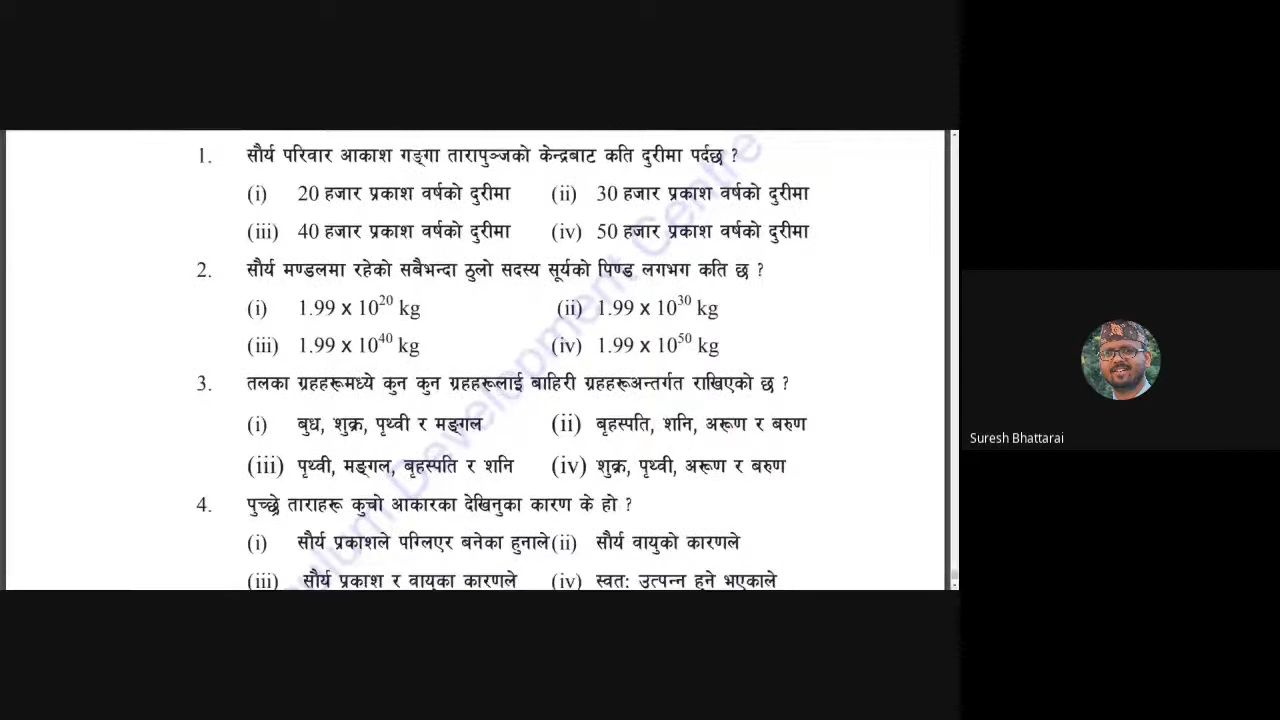 1. सौर्य परिवार आकाश गङ्गा तारापुञ्जको केन्द्रबाट कति दुरीमा पर्दछ ?
(i) 20 हजार प्रकाश वर्षको दुरीमा (ii) 30 हजार प्रकाश वर्षको दुरीमा
(iii) 40 हजार प्रकाश वर्षको दुरीमा (iv) 50 हजार प्रकाश वर्षको दुरीमा
2. सौर्य मण्डलमा रहेको सबैभन्दा ठुलो सदस्य सूर्यको पिण्ड लगभग कति छ ?
(i) 1.99 x 10²⁰ kg (ii) 1.99 x 10³⁰ kg
(iii) 1.99 x 10⁴⁰ kg (iv) 1.99 x 10⁵⁰ kg
3. तलका ग्रहहरूमध्ये कुन कुन ग्रहहरूलाई बाहिरी ग्रहहरूअन्तर्गत राखिएको छ ?
(i) बुध, शुक्र, पृथ्वी र मङ्गल (ii) बृहस्पति, शनि, अरूण र बरुण
(iii) पृथ्वी, मङ्गल, बृहस्पति र शनि (iv) शुक्र, पृथ्वी, अरूण र बरुण
4. पुच्छ्रे ताराहरू कुचो आकारका देखिनुका कारण के हो ?
(i) सौर्य प्रकाशले पग्लिएर बनेका हुनाले (ii) सौर्य वायुको कारणले
(iii) सौर्य प्रकाश र वायुका कारणले (iv) स्वत: उत्पन्न हुने भएकाले
Development Centre
Suresh Bhattarai